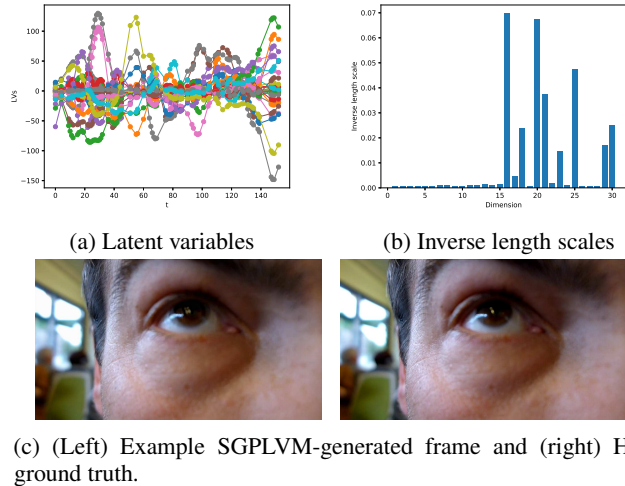 100
50
0
−50
−100
−150
LVs
0 20 40 60 80 100 120 140
t
0.07
0.06
0.05
0.04
0.03
0.02
0.01
0.00
Inverse length scale
0 5 10 15 20 25 30
Dimension
(a) Latent variables
(b) Inverse length scales
(c) (Left) Example SGPLVM-generated frame and (right) H
ground truth.